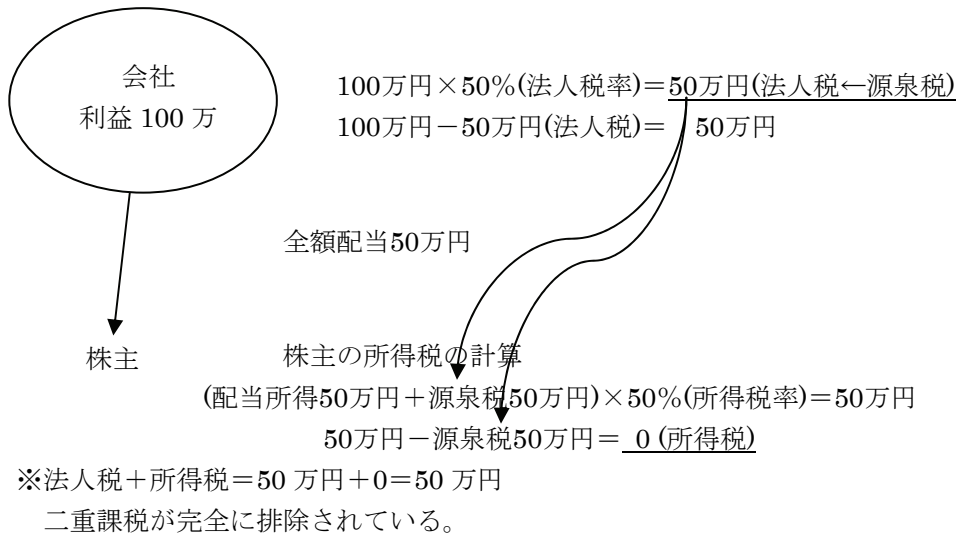 会社
利益 100 万
100万円×50%(法人税率)＝50万円(法人税←源泉税)
100万円－50万円(法人税)＝ 50万円
全額配当50万円
株主
株主の所得税の計算
(配当所得50万円＋源泉税50万円)×50%(所得税率)＝50万円
50万円－源泉税50万円＝ 0 (所得税)
※法人税＋所得税＝50 万円＋0＝50 万円
二重課税が完全に排除されている。